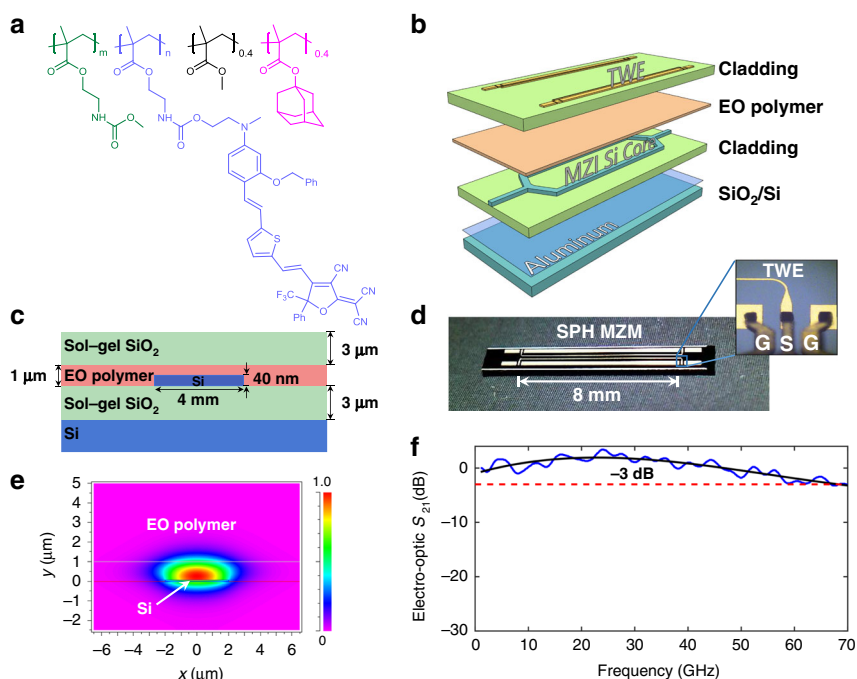 a
m
n
0.4
0.4
O
O
O
O
O
O
O
O
NH
NH
O
O
O
O
N
O
Ph
S
CN
CN
F₃C
O
Ph
CN
b
TWE
Cladding
EO polymer
MZI Si Core
Cladding
SiO₂/Si
Aluminum
c
Sol–gel SiO₂
3 μm
1 μm
EO polymer
Si
40 nm
4 mm
Sol–gel SiO₂
3 μm
Si
d
SPH MZM
8 mm
TWE
G S G
e
5
4
3
2
1
0
−1
−2
y (μm)
EO polymer
Si
−6 −4 −2 0 2 4 6
x (μm)
1.0
0
f
0
−10
−20
−30
Electro-optic S₂₁(dB)
−3 dB
0 10 20 30 40 50 60 70
Frequency (GHz)